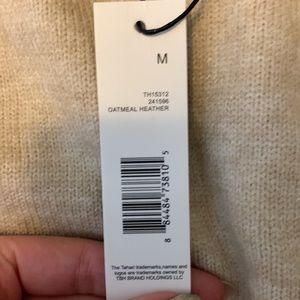 M
TH15312
241596
OATMEAL HEATHER
8 84484 73810 5
The Tahari trademarks,names and
logos are trademarks owned by
TBH BRAND HOLDINGS LLC.